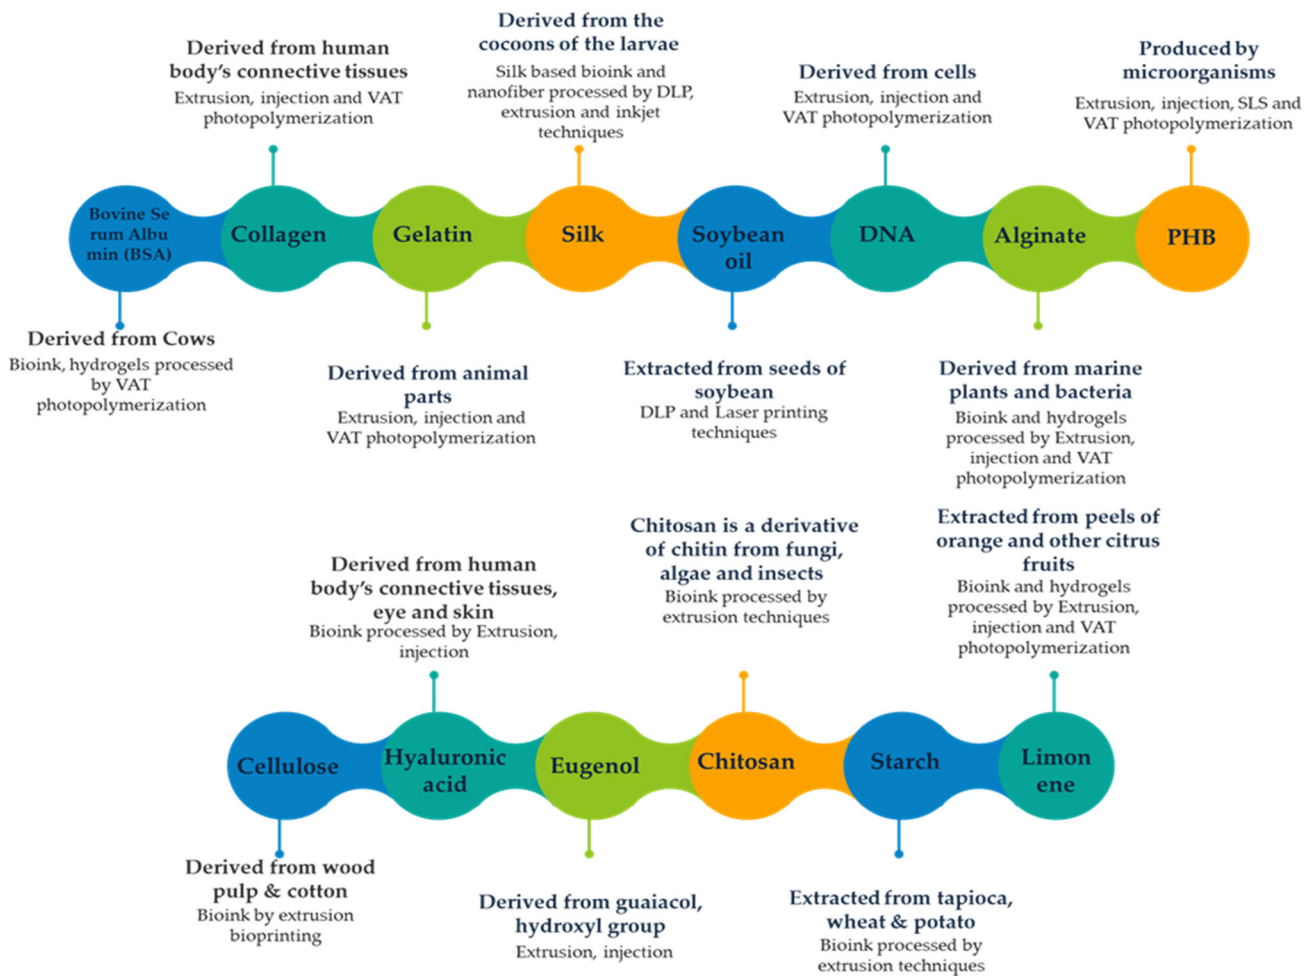 Derived from human
body's connective tissues
Extrusion, injection and VAT
photopolymerization
Derived from the
cocoons of the larvae
Silk based bioink and
nanofiber processed by DLP,
extrusion and inkjet
techniques
Derived from cells
Extrusion, injection and
VAT photopolymerization
Produced by
microorganisms
Extrusion, injection, SLS and
VAT photopolymerization
Bovine Se
rum Albu
min (BSA)
Collagen
Gelatin
Silk
Soybean
oil
DNA
Alginate
PHB
Derived from Cows
Bioink, hydrogels processed
by VAT
photopolymerization
Derived from animal
parts
Extrusion, injection and
VAT photopolymerization
Extracted from seeds of
soybean
DLP and Laser printing
techniques
Derived from marine
plants and bacteria
Bioink and hydrogels
processed by Extrusion,
injection and VAT
photopolymerization
Derived from human
body's connective tissues,
eye and skin
Bioink processed by Extrusion,
injection
Chitosan is a derivative
of chitin from fungi,
algae and insects
Bioink processed by
extrusion techniques
Extracted from peels of
orange and other citrus
fruits
Bioink and hydrogels
processed by Extrusion,
injection and VAT
photopolymerization
Cellulose
Hyaluronic
acid
Eugenol
Chitosan
Starch
Limon
ene
Derived from wood
pulp & cotton
Bioink by extrusion
bioprinting
Derived from guaiacol,
hydroxyl group
Extrusion, injection
Extracted from tapioca,
wheat & potato
Bioink processed by
extrusion techniques